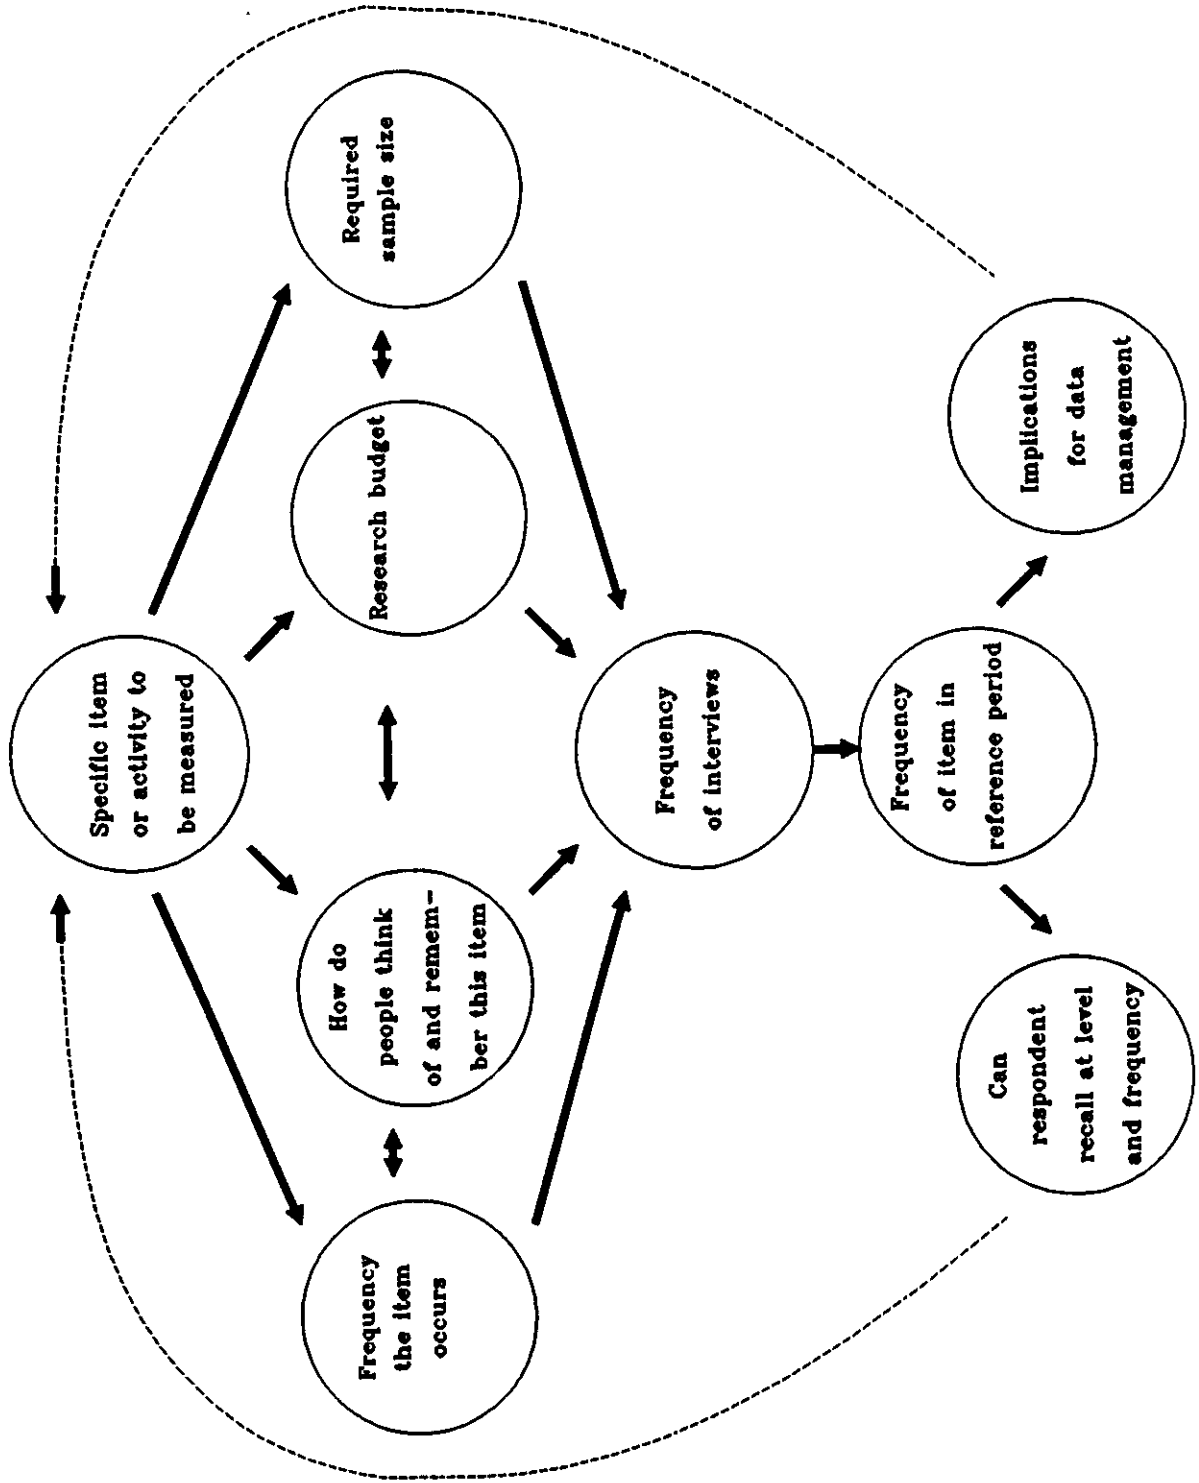 Specific item
or activity to
be measured
Frequency
the item
occurs
How do
people think
of and remem-
ber this item
Research budget
Required
sample size
Frequency
of interviews
Frequency
of item in
reference period
Can
respondent
recall at level
and frequency
Implications
for data
management